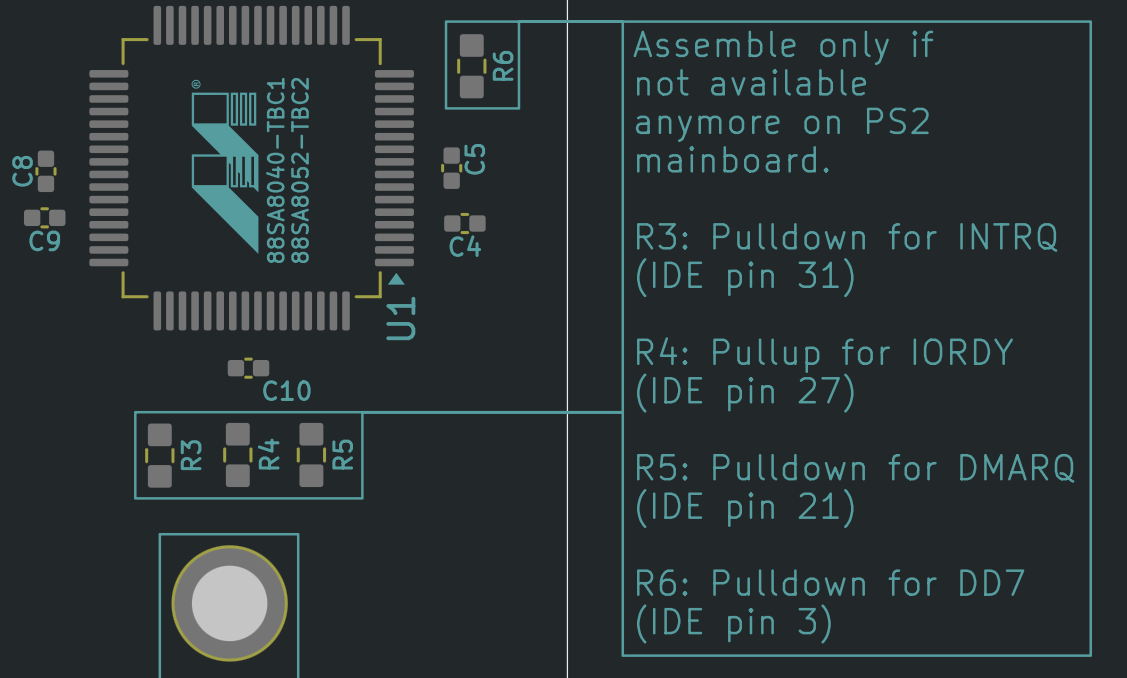 R6
Assemble only if
not available
anymore on PS2
mainboard.
R3: Pulldown for INTRQ
(IDE pin 31)
R4: Pullup for IORDY
(IDE pin 27)
R5: Pulldown for DMARQ
(IDE pin 21)
R6: Pulldown for DD7
(IDE pin 3)
®
88SA8040-TBC1
88SA8052-TBC2
C8
C9
C5
C4
U1
C10
R3
R4
R5